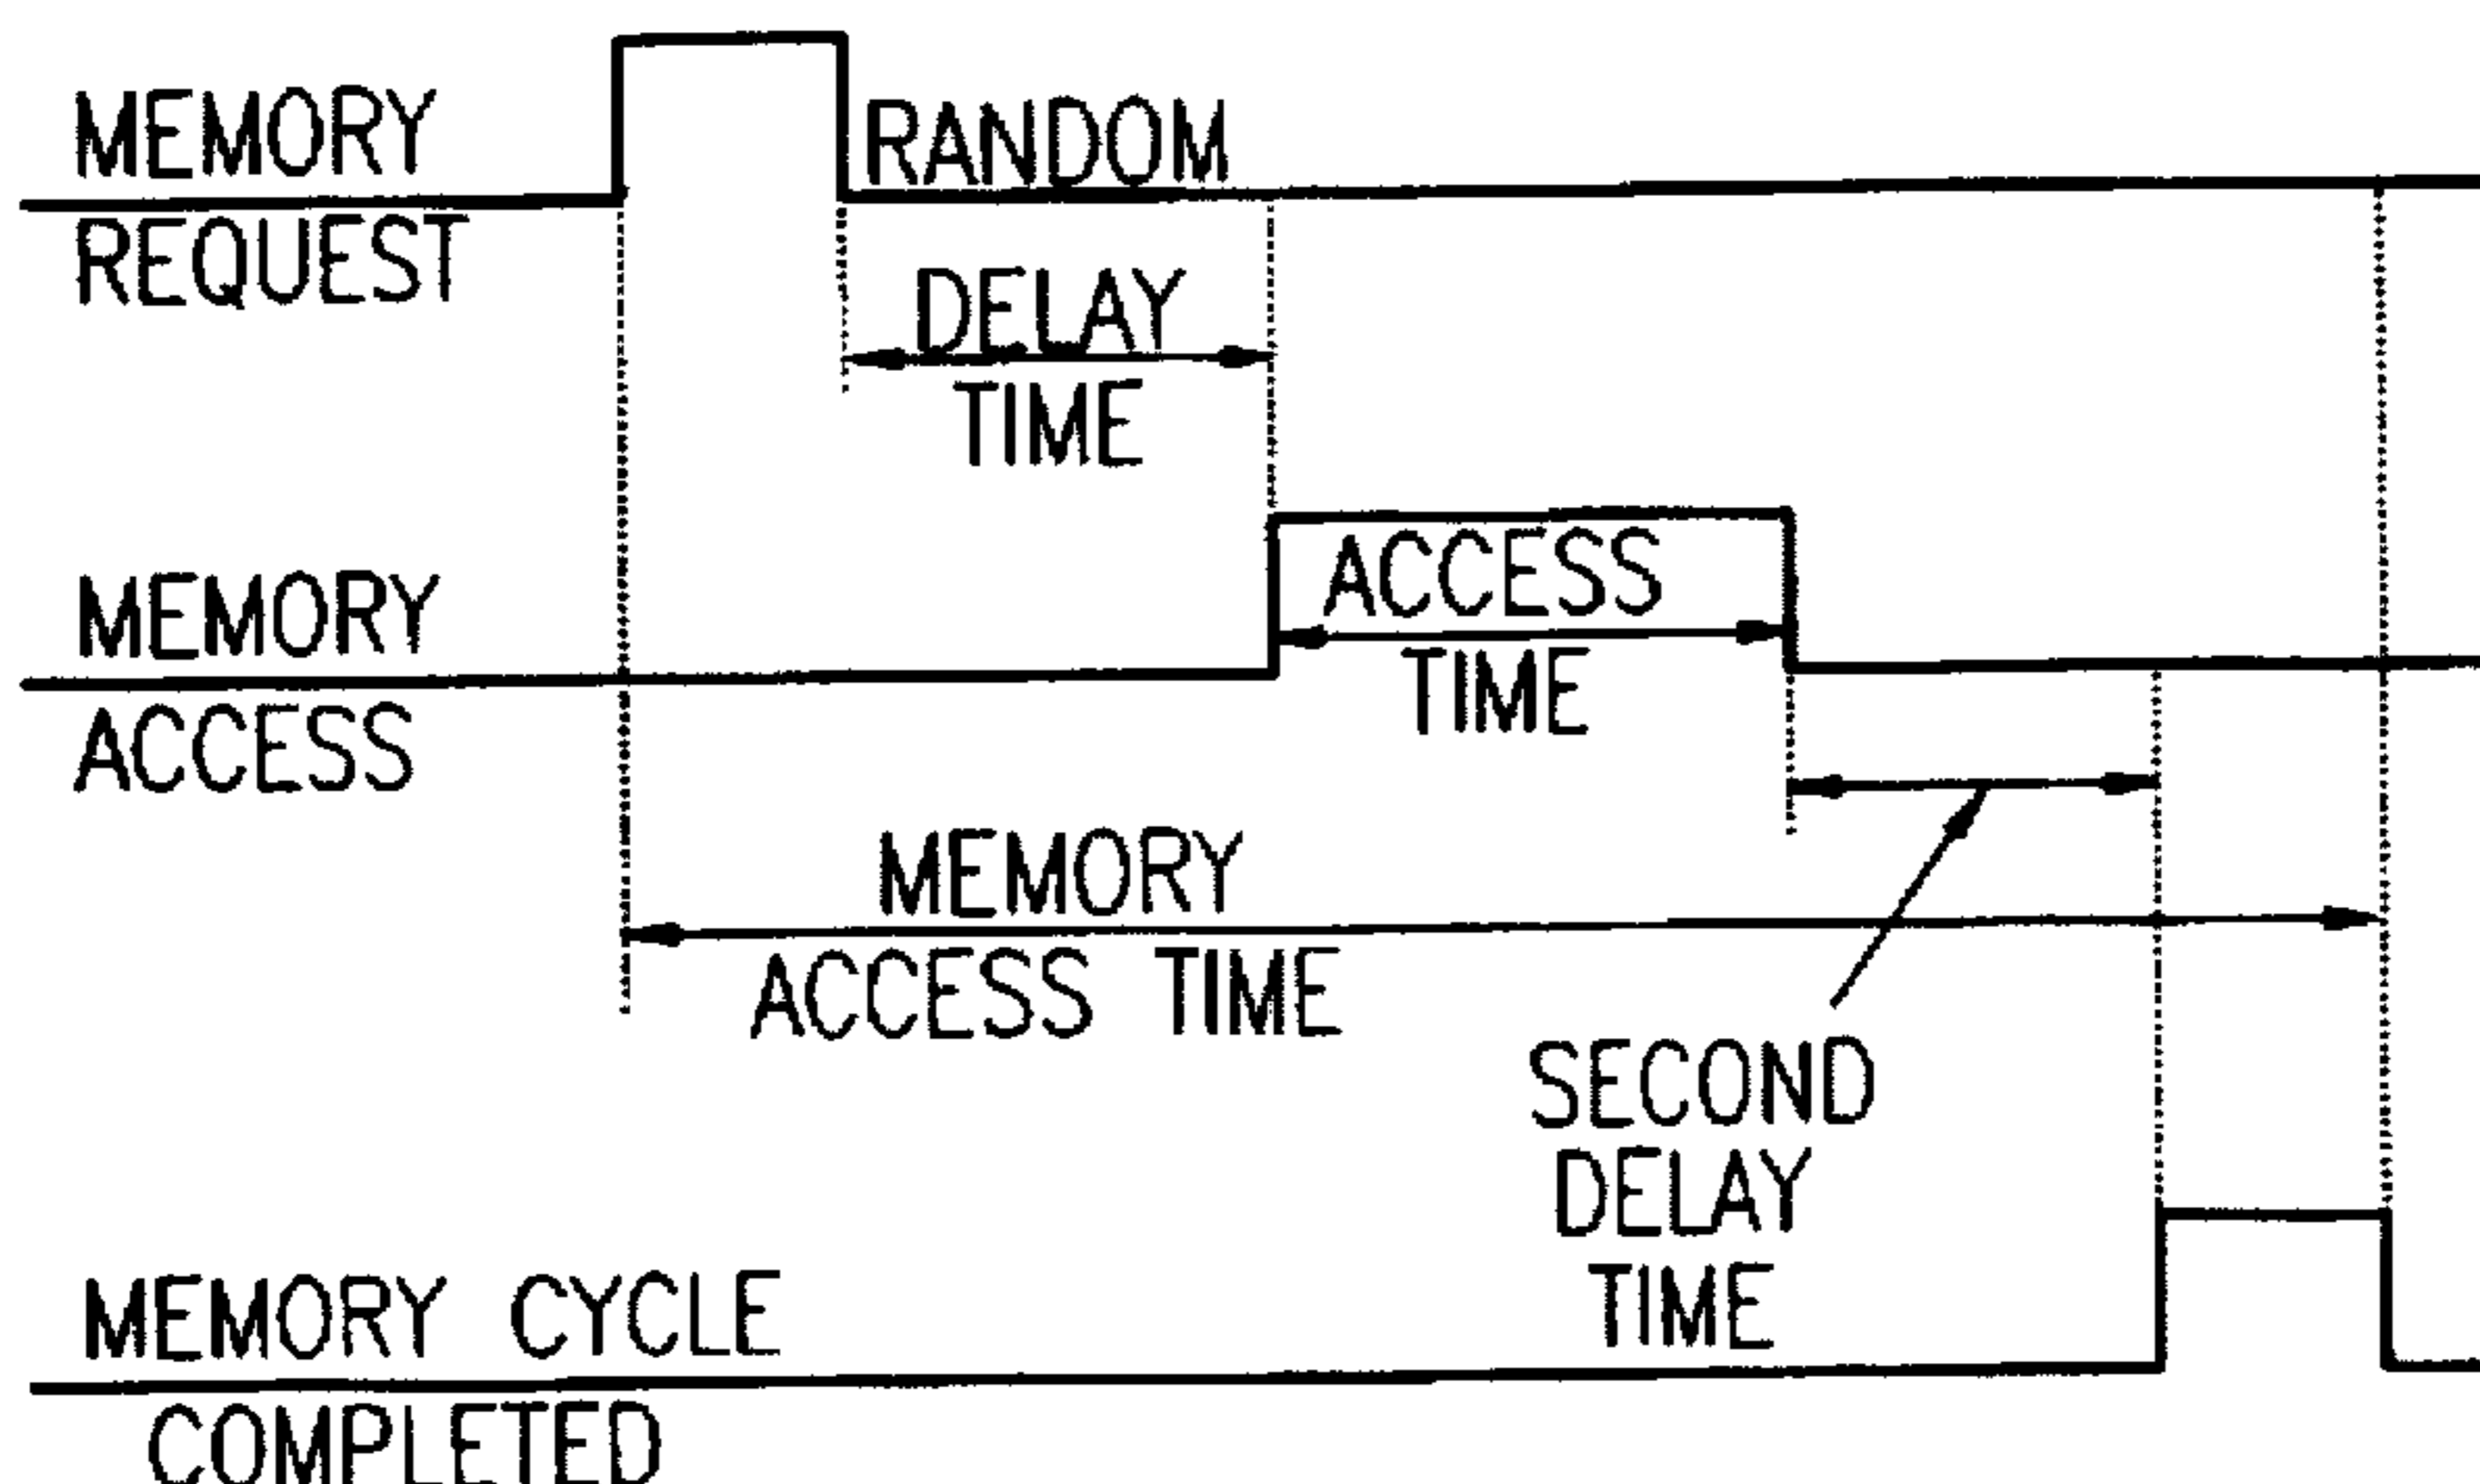 MEMORY
REQUEST
RANDOM
DELAY
TIME
MEMORY
ACCESS
ACCESS
TIME
MEMORY
ACCESS TIME
SECOND
DELAY
TIME
MEMORY CYCLE
COMPLETED